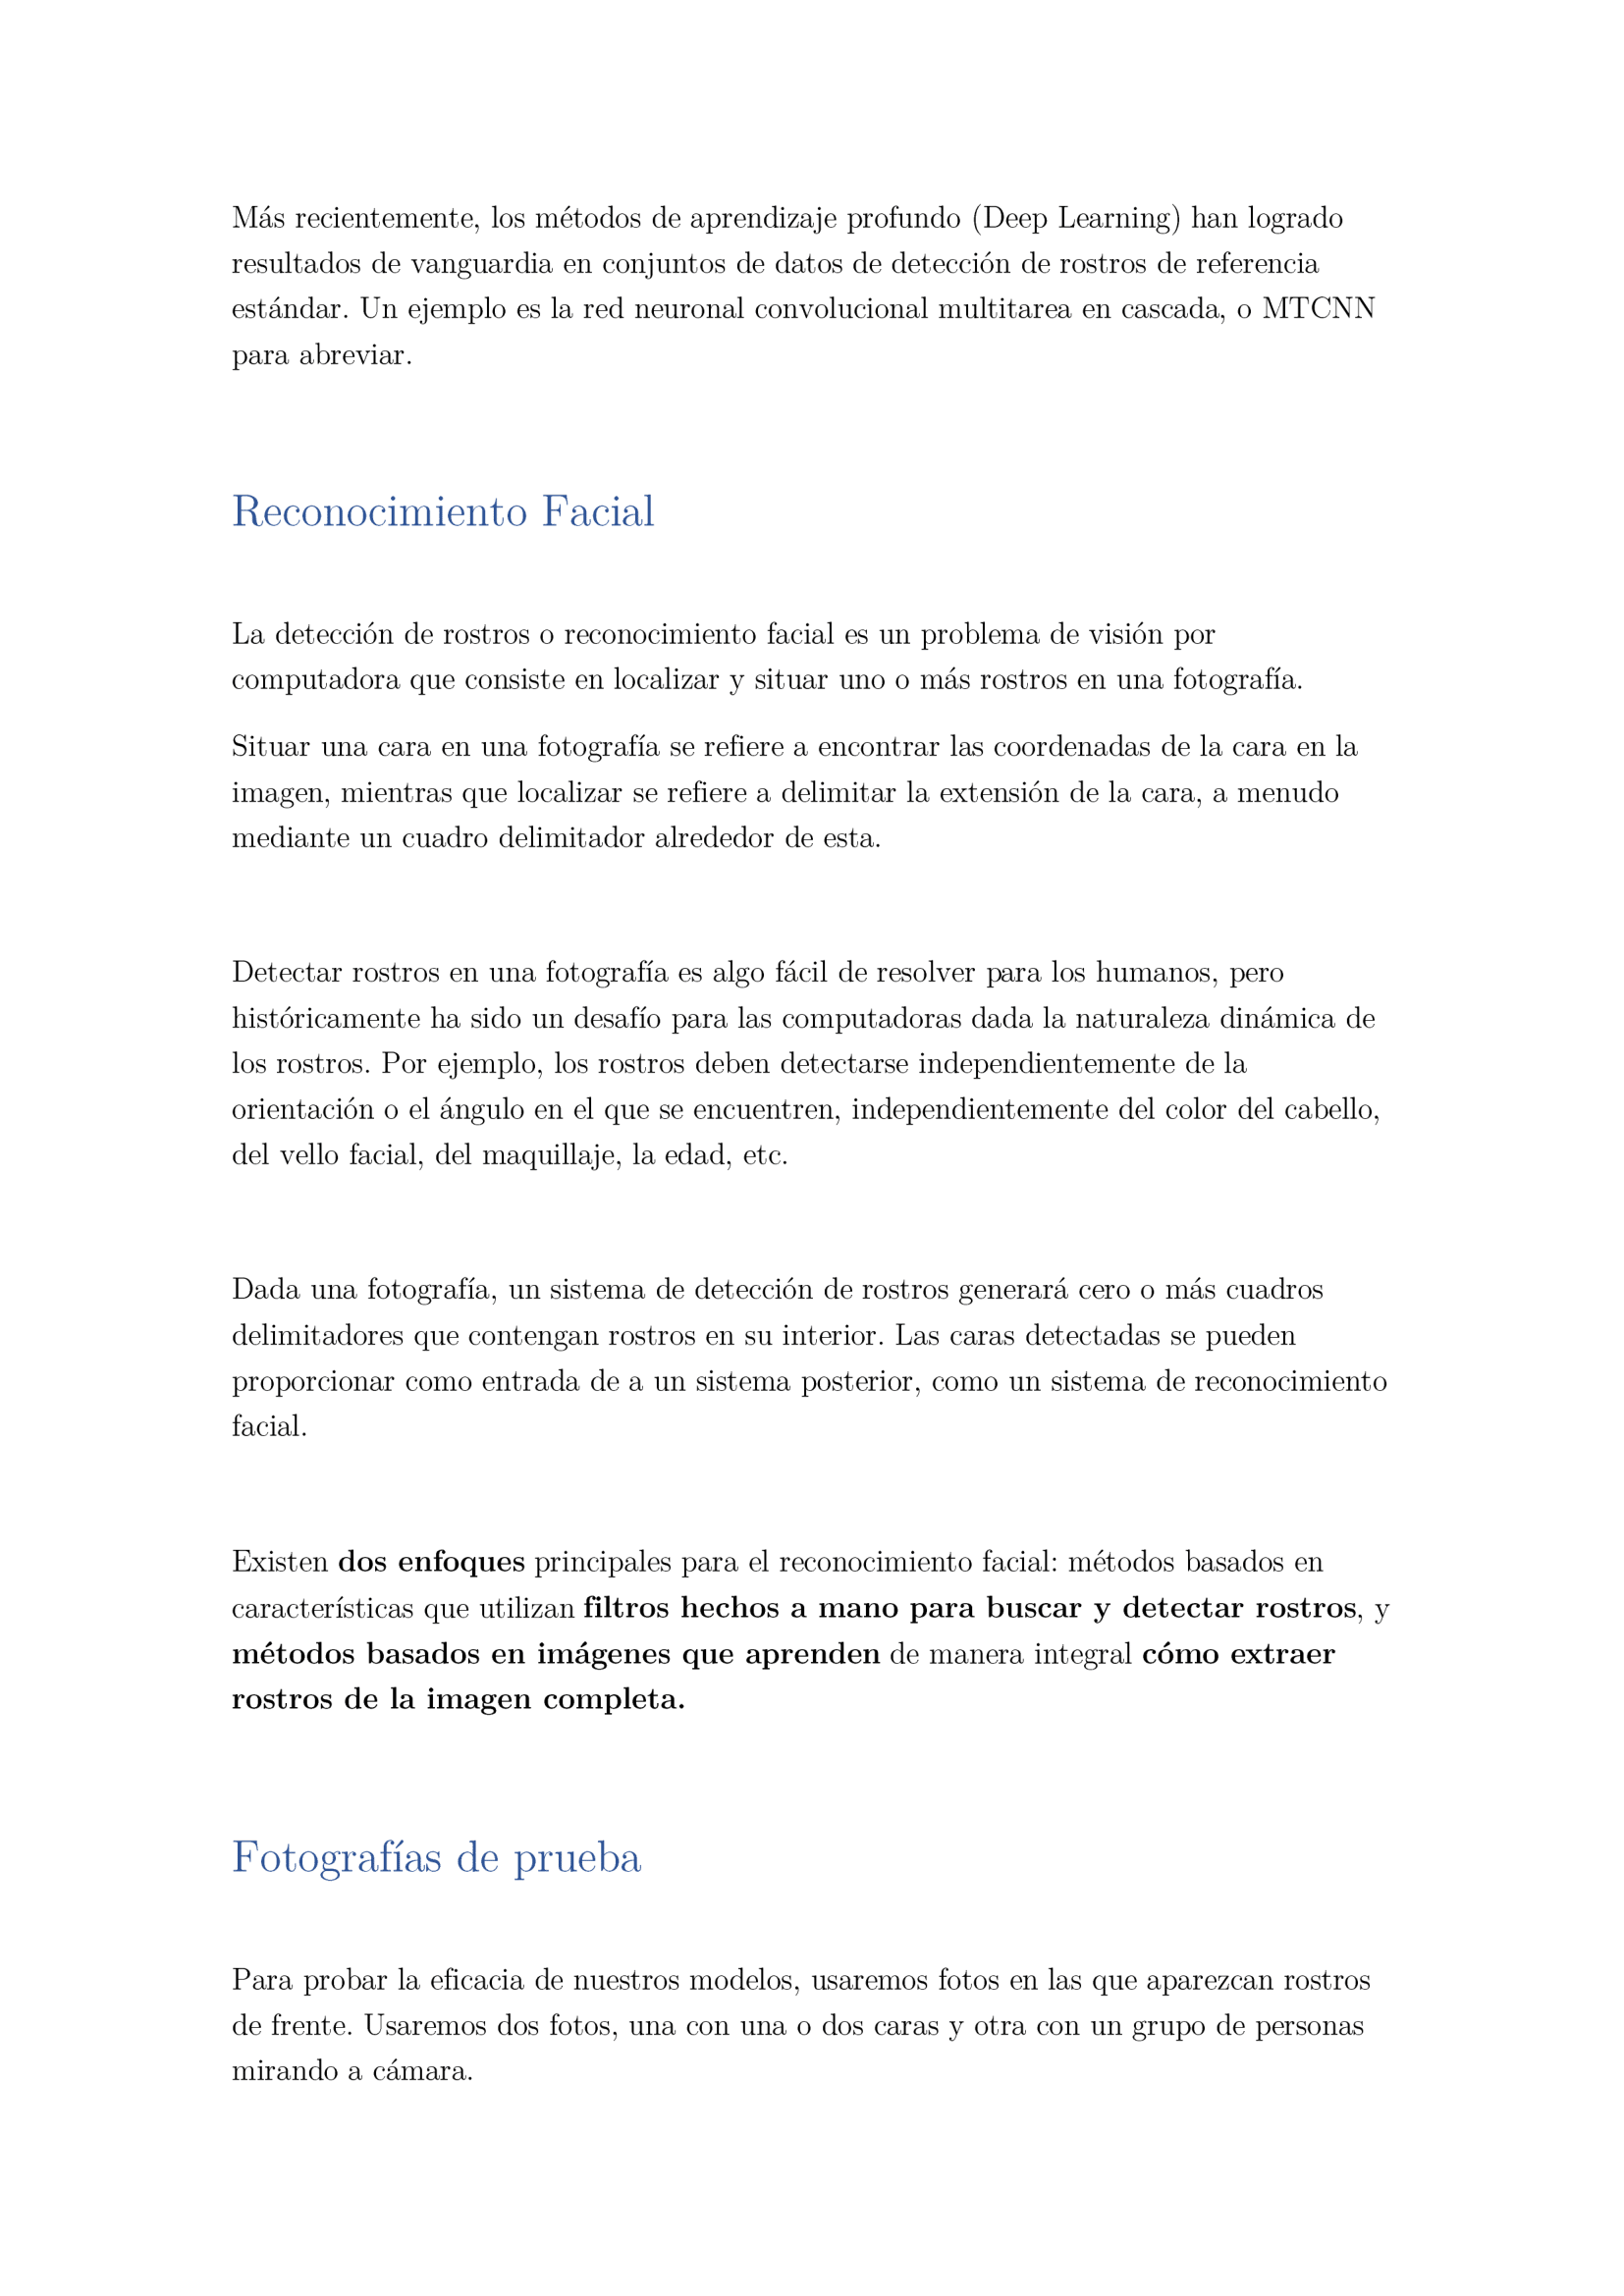 Más recientemente, los métodos de aprendizaje profundo (Deep Learning) han logrado
resultados de vanguardia en conjuntos de datos de detección de rostros de referencia
estándar. Un ejemplo es la red neuronal convolucional multitarea en cascada, o MTCNN
para abreviar.
Reconocimiento Facial
La detección de rostros o reconocimiento facial es un problema de visión por
computadora que consiste en localizar y situar uno o más rostros en una fotografía.
Situar una cara en una fotografía se refiere a encontrar las coordenadas de la cara en la
imagen, mientras que localizar se refiere a delimitar la extensión de la cara, a menudo
mediante un cuadro delimitador alrededor de esta.
Detectar rostros en una fotografía es algo fácil de resolver para los humanos, pero
históricamente ha sido un desafío para las computadoras dada la naturaleza dinámica de
los rostros. Por ejemplo, los rostros deben detectarse independientemente de la
orientación o el ángulo en el que se encuentren, independientemente del color del cabello,
del vello facial, del maquillaje, la edad, etc.
Dada una fotografía, un sistema de detección de rostros generará cero o más cuadros
delimitadores que contengan rostros en su interior. Las caras detectadas se pueden
proporcionar como entrada de a un sistema posterior, como un sistema de reconocimiento
facial.
Existen dos enfoques principales para el reconocimiento facial: métodos basados en
características que utilizan filtros hechos a mano para buscar y detectar rostros, y
métodos basados en imágenes que aprenden de manera integral cómo extraer
rostros de la imagen completa.
Fotografías de prueba
Para probar la eficacia de nuestros modelos, usaremos fotos en las que aparezcan rostros
de frente. Usaremos dos fotos, una con una o dos caras y otra con un grupo de personas
mirando a cámara.